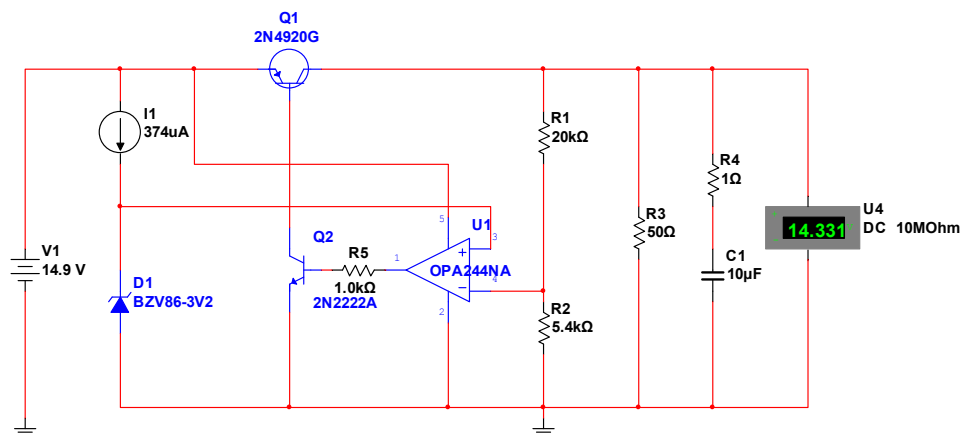 Q1
2N4920G
I1
374uA
R1
20kΩ
R4
1Ω
U4
14.331
DC 10MOhm
5
U1
3
Q2
R5
1
OPA244NA
R3
50Ω
V1
14.9 V
C1
10µF
D1
BZV86-3V2
1.0kΩ
2N2222A
4
2
R2
5.4kΩ